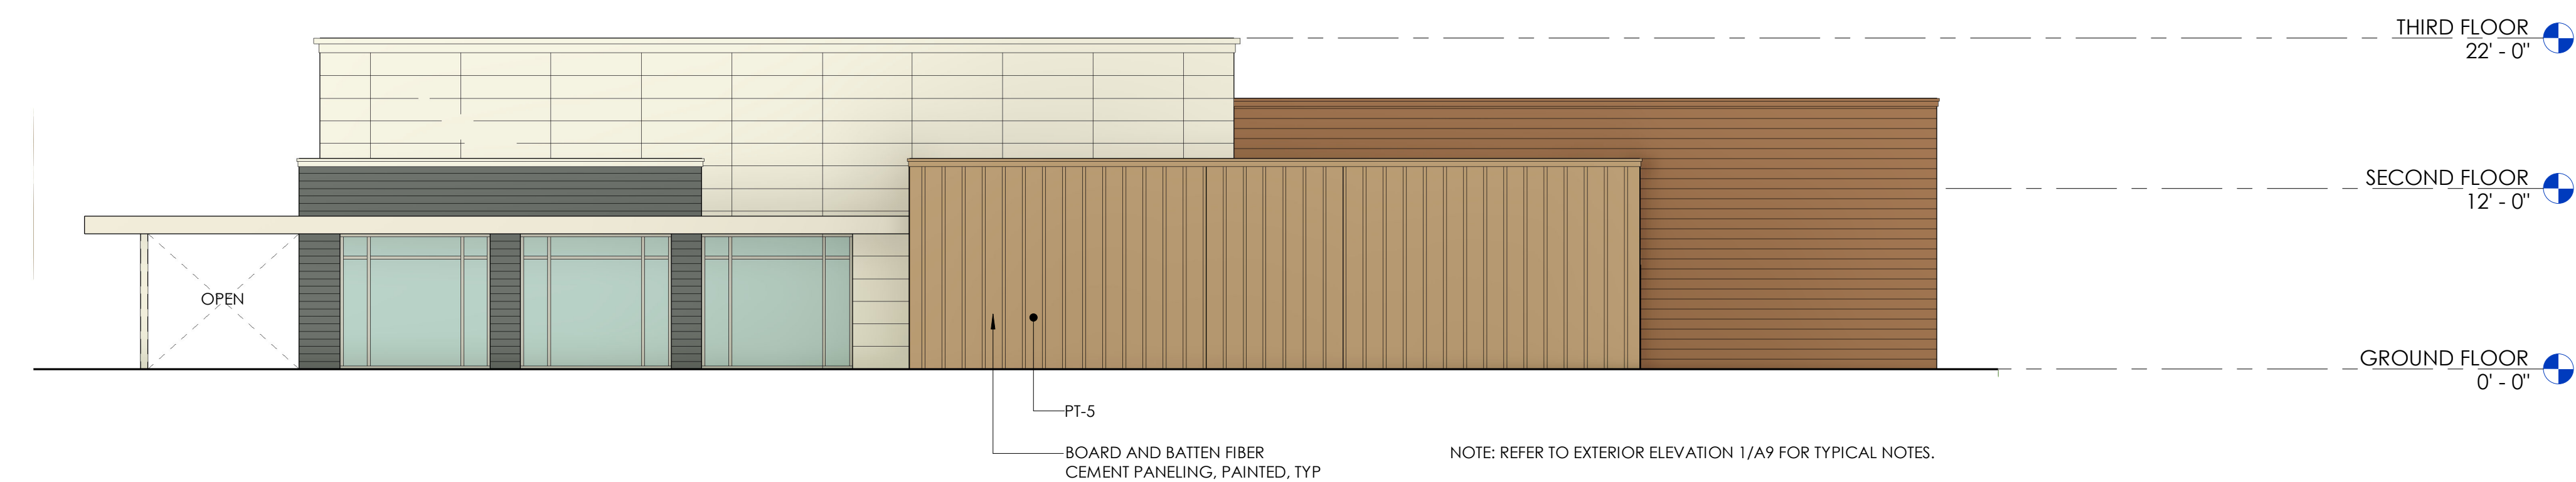 THIRD FLOOR
22' - 0"
SECOND FLOOR
12' - 0"
OPEN
GROUND FLOOR
0' - 0"
PT-5
BOARD AND BATTEN FIBER
CEMENT PANELING, PAINTED, TYP
NOTE: REFER TO EXTERIOR ELEVATION 1/A9 FOR TYPICAL NOTES.